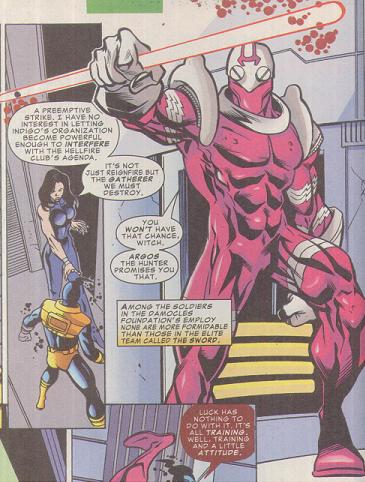 A PREEMPTIVE
STRIKE. I HAVE NO
INTEREST IN LETTING
INDIGO'S ORGANIZATION
BECOME POWERFUL
ENOUGH TO INTERFERE
WITH THE HELLFIRE
CLUB'S AGENDA.
IT'S NOT
JUST REIGNFIRE BUT
THE GATHERER
WE MUST
DESTROY.
YOU
WON'T HAVE
THAT CHANCE,
WITCH.
ARGOS
THE HUNTER
PROMISES YOU
THAT.
AMONG THE SOLDIERS
IN THE DAMOCLES
FOUNDATION'S EMPLOY
NONE ARE MORE FORMIDABLE
THAN THOSE IN THE ELITE
TEAM CALLED THE SWORD.
LUCK HAS
NOTHING TO
DO WITH IT. IT'S
ALL TRAINING.
WELL, TRAINING
AND A LITTLE
ATTITUDE.